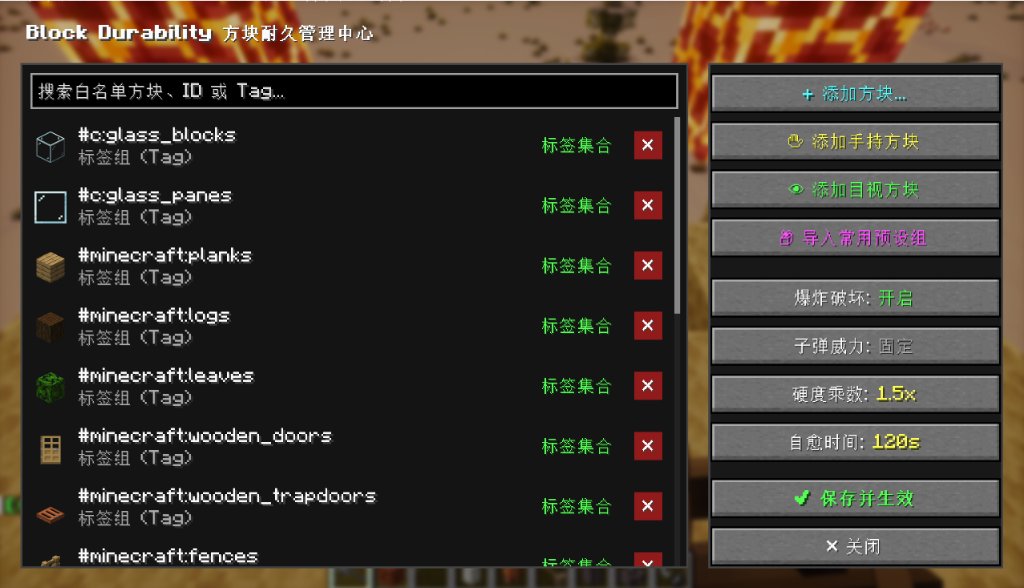 Block Durability 方块耐久管理中心
搜索白名单方块、ID 或 Tag...
#c:glass_blocks
标签组 (Tag)
标签集合
×
#c:glass_panes
标签组 (Tag)
标签集合
×
#minecraft:planks
标签组 (Tag)
标签集合
×
#minecraft:logs
标签组 (Tag)
标签集合
×
#minecraft:leaves
标签组 (Tag)
标签集合
×
#minecraft:wooden_doors
标签组 (Tag)
标签集合
×
#minecraft:wooden_trapdoors
标签组 (Tag)
标签集合
×
#minecraft:fences
标签集合
+ 添加方块...
添加手持方块
添加目视方块
导入常用预设组
爆炸破坏: 开启
子弹威力: 固定
硬度乘数: 1.5x
自愈时间: 120s
✔ 保存并生效
× 关闭